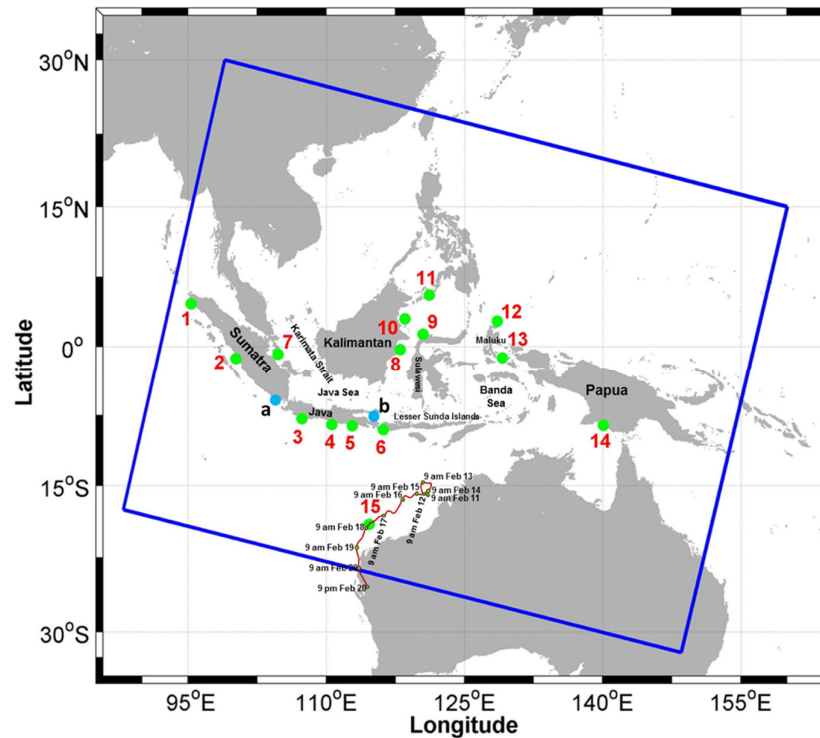 30°N
15°N
0°
15°S
30°S
Latitude
95°E
110°E
125°E
140°E
155°E
Longitude
11
12
10
9
13
1
7
2
8
Maluku
Kalimantan
Sumatra
Karimata Strait
Sulawesi
Java Sea
Banda
Sea
Papua
a
b
Java
Lesser Sunda Islands
3
4
5
6
14
9 am Feb 13
9 am Feb 15
9 am Feb 14
9 am Feb 16
9 am Feb 11
9 am Feb 12
15
9 am Feb 18
9 am Feb 17
9 am Feb 19
9 am Feb 20
9 pm Feb 20